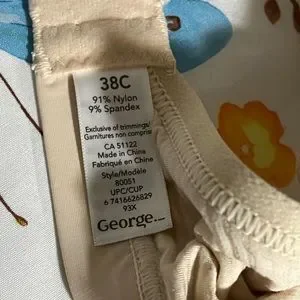 38C
91% Nylon
9% Spandex
Exclusive of trimmings/
Garnitures non comprises
CA 51122
Made in China
Fabriqué en China
Style/Modèle
80051
UPC/CUP
6 7416626829
93X
George